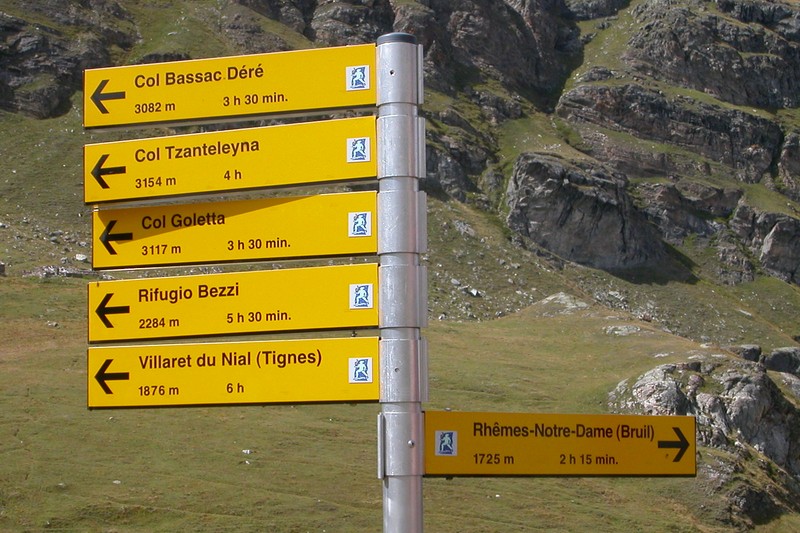 Col Bassac Déré
3082 m 3 h 30 min.
Col Tzanteleyna
3154 m 4 h
Col Goletta
3117 m 3 h 30 min.
Rifugio Bezzi
2284 m 5 h 30 min.
Villaret du Nial (Tignes)
1876 m 6 h
Rhêmes-Notre-Dame (Bruil)
1725 m 2 h 15 min.